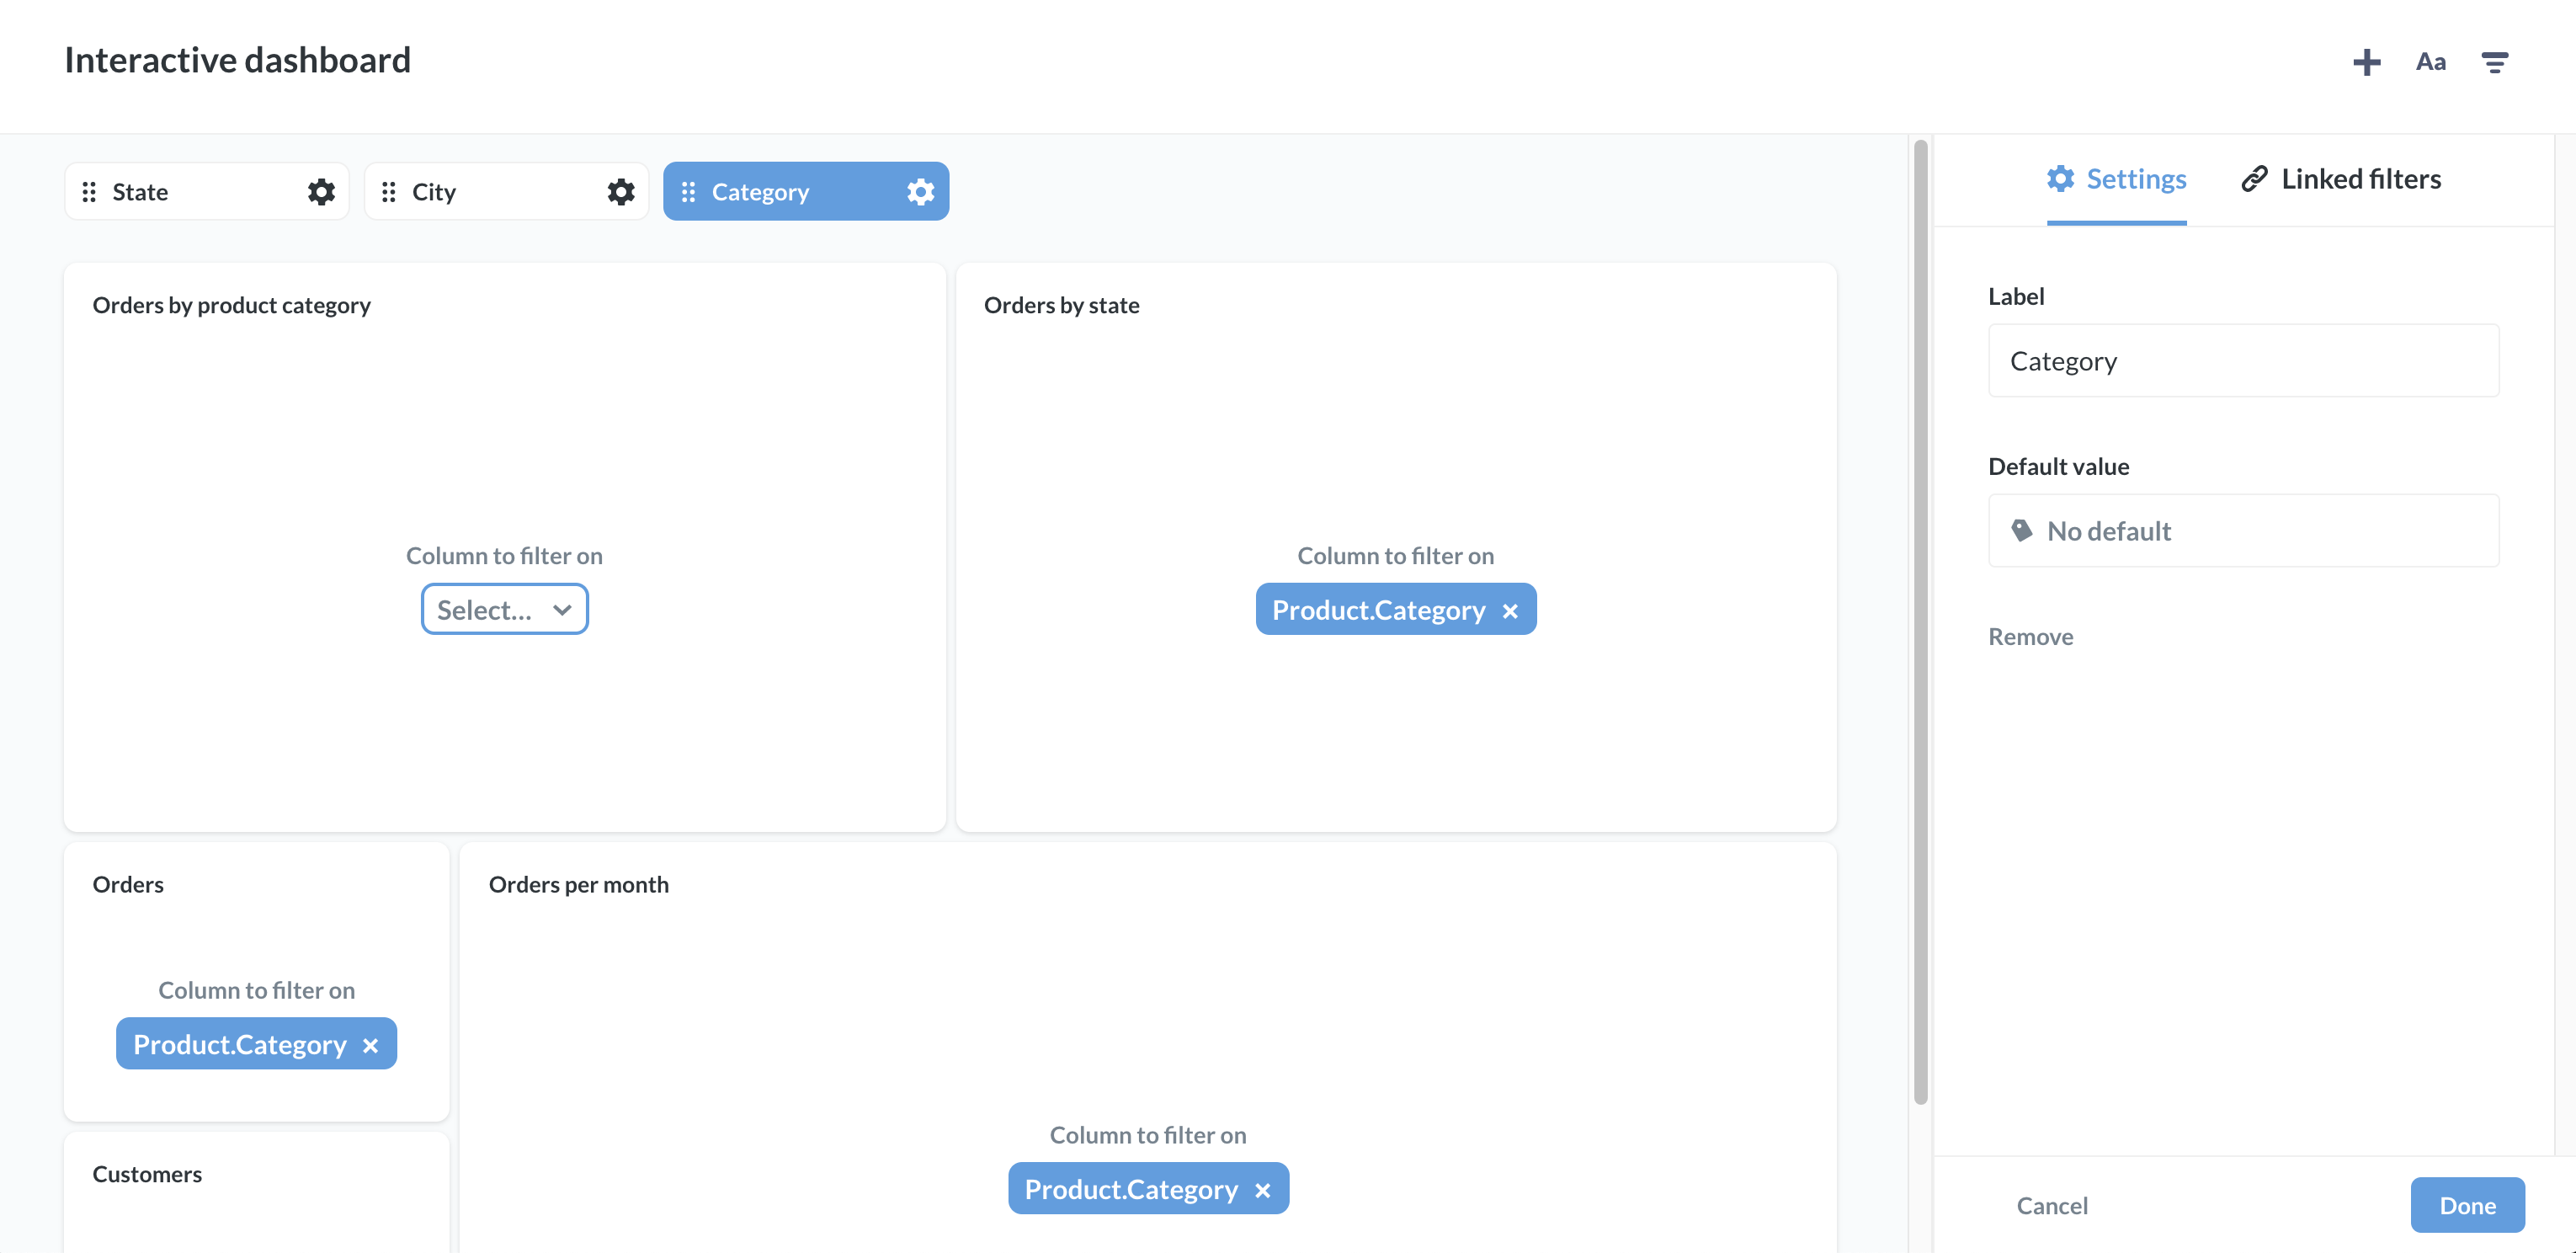 Interactive dashboard
Aa
State
City
Category
Settings
Linked filters
Orders by product category
Column to filter on
Select...
Orders by state
Column to filter on
Product.Category
Orders
Column to filter on
Product.Category
Orders per month
Column to filter on
Product.Category
Customers
Label
Category
Default value
No default
Remove
Cancel
Done